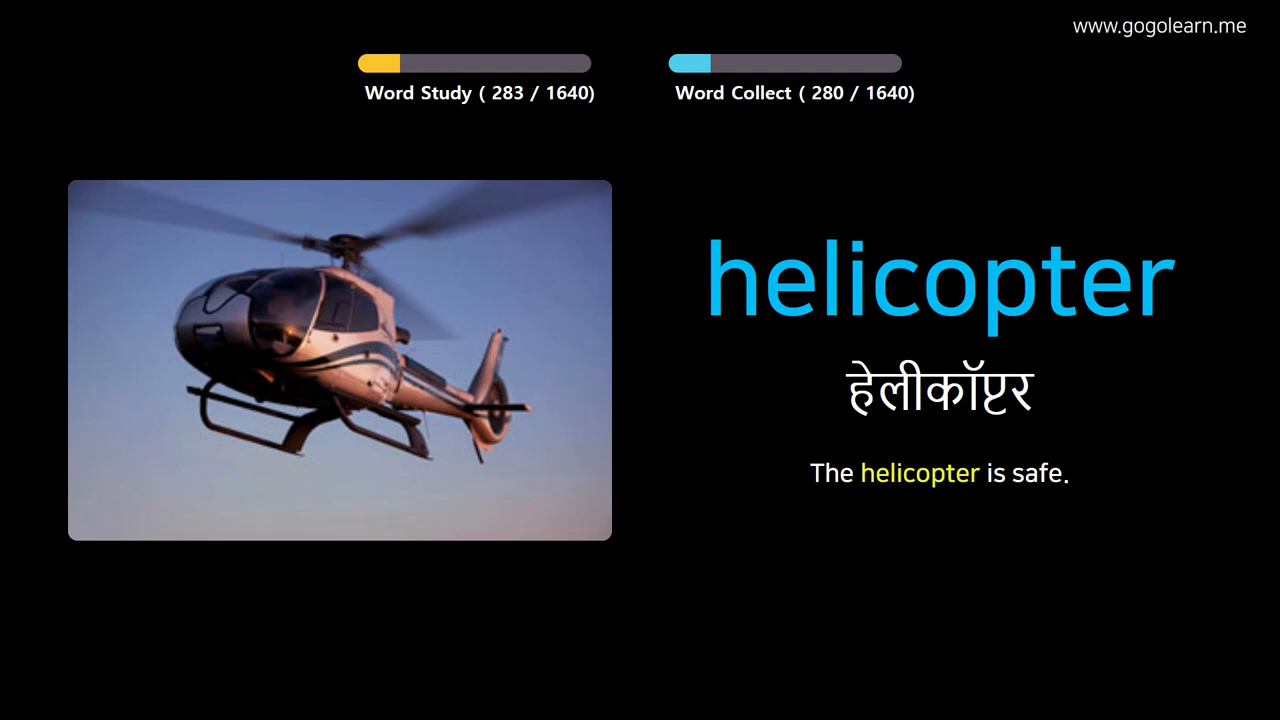 www.gogolearn.me
Word Study ( 283 / 1640)
Word Collect ( 280 / 1640)
helicopter
हेलीकॉप्टर
The helicopter is safe.